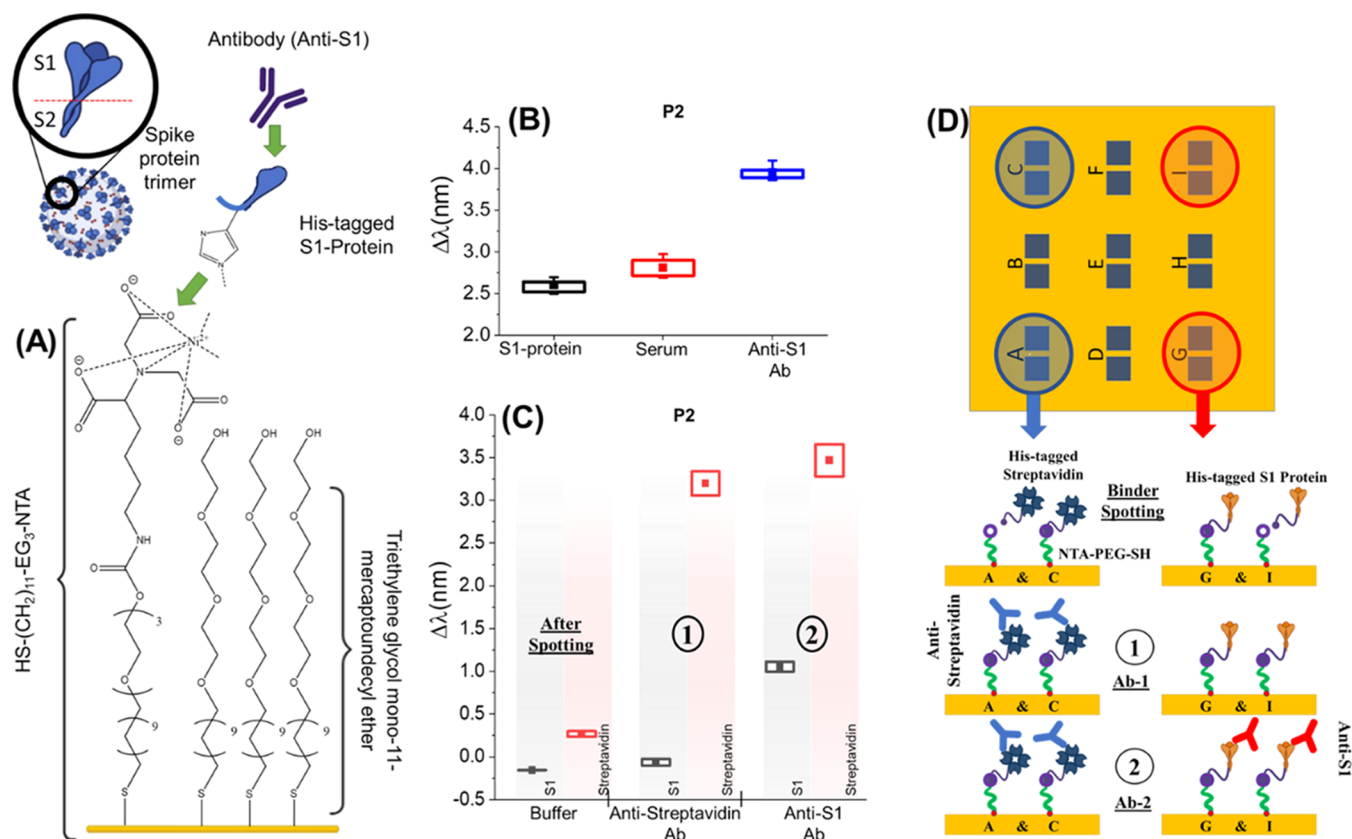 Antibody (Anti-S1)
S1
S2
Spike
protein
trimer
His-tagged
S1-Protein
(A)
N
N
O
⊖
O
Ni2+
⊖
O
N
O
O
O
⊖
NH
O
O
3
O
9
S
OH
OH
OH
O
O
O
O
O
O
O
O
O
9
9
9
S
S
S
HS-(CH2)11-EG3-NTA
Triethylene glycol mono-11-
mercaptoundecyl ether
(B)
P2
4.5
4.0
3.5
3.0
2.5
2.0
Δλ(nm)
S1-protein
Serum
Anti-S1
Ab
(C)
P2
4.0
3.5
3.0
2.5
2.0
1.5
1.0
0.5
0.0
-0.5
Δλ(nm)
After
Spotting
1
2
S1
Streptavidin
S1
Streptavidin
S1
Streptavidin
Buffer
Anti-Streptavidin
Ab
Anti-S1
Ab
(D)
C
F
I
B
E
H
A
D
G
His-tagged
Streptavidin
Binder
Spotting
His-tagged S1 Protein
NTA-PEG-SH
A & C
G & I
Anti-
Streptavidin
1
Ab-1
A & C
G & I
2
Ab-2
Anti-S1
A & C
G & I